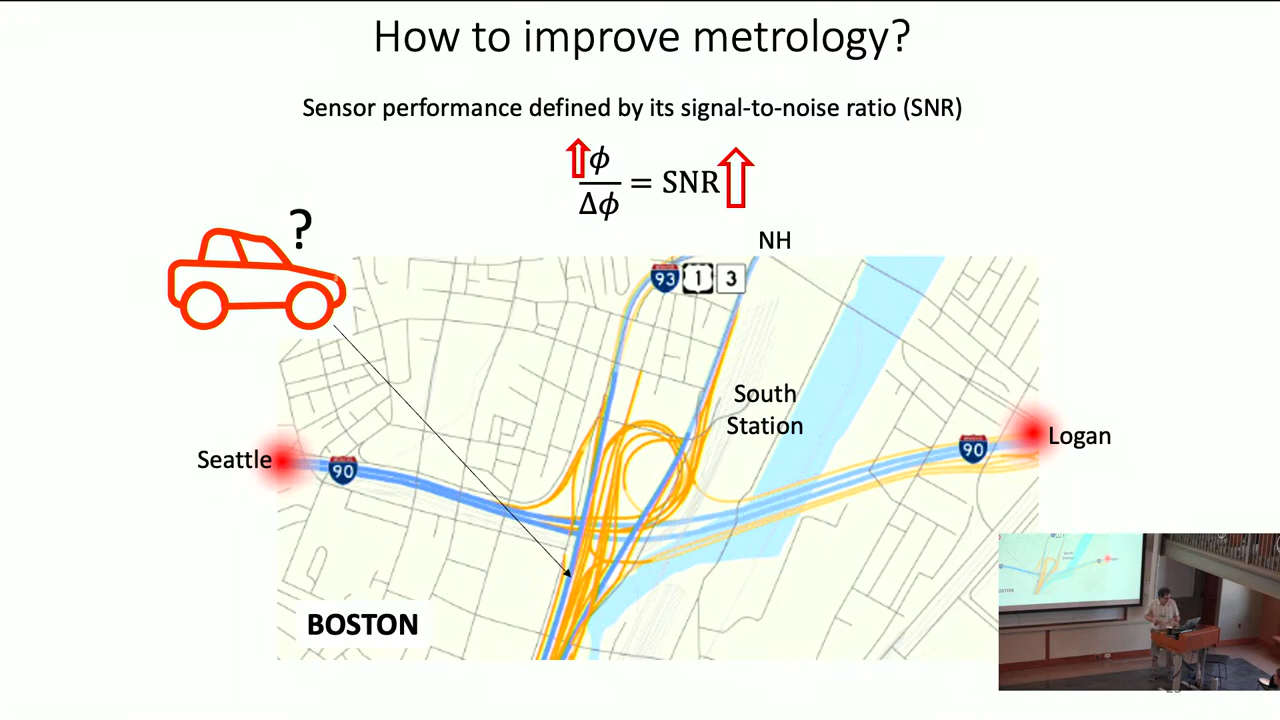 How to improve metrology?
Sensor performance defined by its signal-to-noise ratio (SNR)
ϕ
Δϕ
= SNR
?
NH
93 1 3
South
Station
Logan
90
Seattle
90
BOSTON